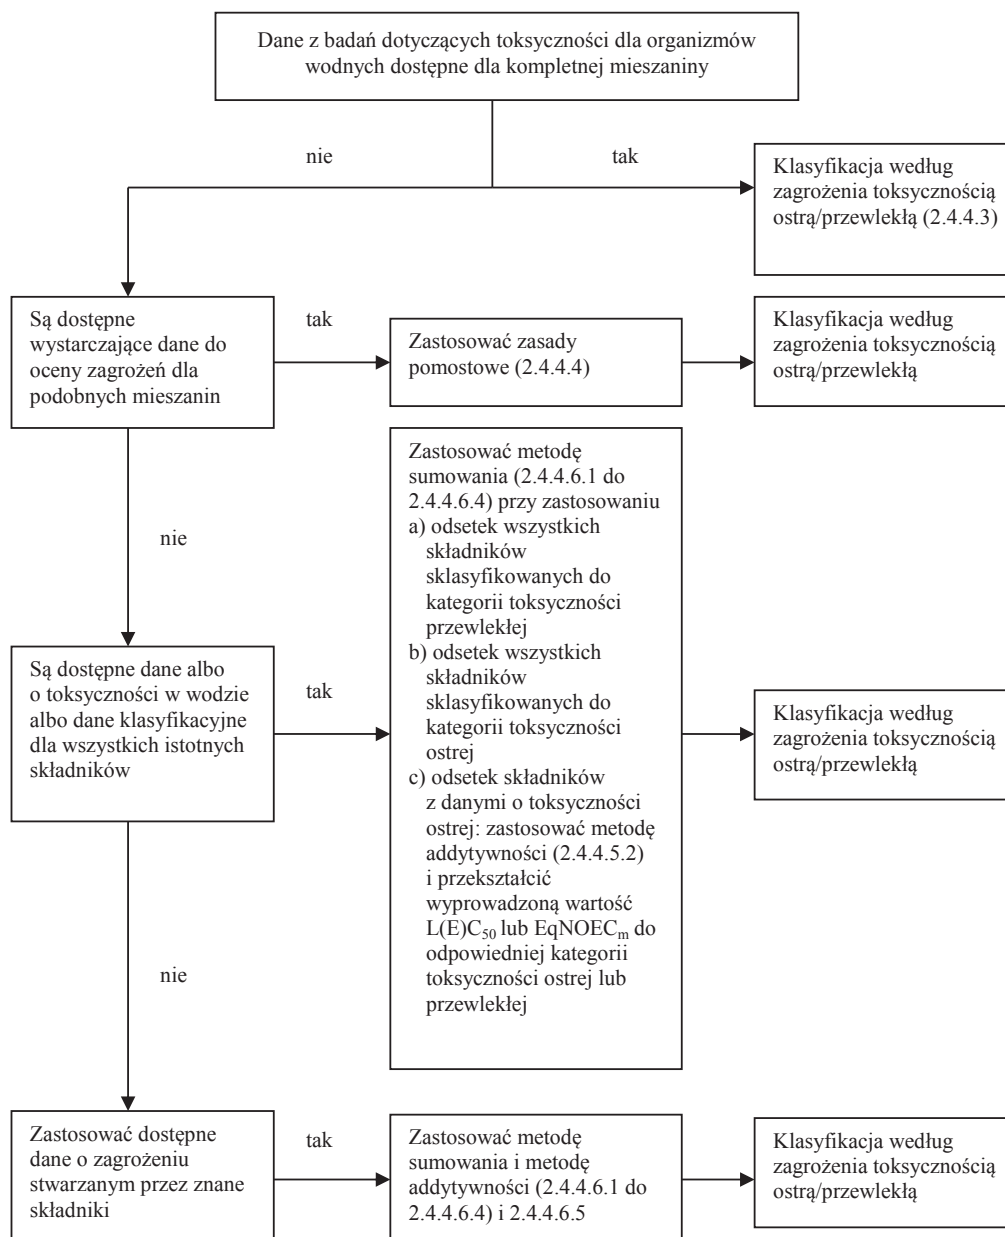 Dane z badań dotyczących toksyczności dla organizmów
wodnych dostępne dla kompletnej mieszaniny
nie
tak
Klasyfikacja według
zagrożenia toksycznością
ostrą/przewlekłą (2.4.4.3)
Są dostępne
wystarczające dane do
oceny zagrożeń dla
podobnych mieszanin
tak
Zastosować zasady
pomostowe (2.4.4.4)
Klasyfikacja według
zagrożenia toksycznością
ostrą/przewlekłą
nie
Są dostępne dane albo
o toksyczności w wodzie
albo dane klasyfikacyjne
dla wszystkich istotnych
składników
tak
Zastosować metodę
sumowania (2.4.4.6.1 do
2.4.4.6.4) przy zastosowaniu
a) odsetek wszystkich
składników
sklasyfikowanych do
kategorii toksyczności
przewlekłej
b) odsetek wszystkich
składników
sklasyfikowanych do
kategorii toksyczności
ostrej
c) odsetek składników
z danymi o toksyczności
ostrej: zastosować metodę
addytywności (2.4.4.5.2)
i przekształcić
wyprowadzoną wartość
L(E)C₅₀ lub EqNOECₘ do
odpowiedniej kategorii
toksyczności ostrej lub
przewlekłej
Klasyfikacja według
zagrożenia toksycznością
ostrą/przewlekłą
nie
Zastosować dostępne
dane o zagrożeniu
stwarzanym przez znane
składniki
tak
Zastosować metodę
sumowania i metodę
addytywności (2.4.4.6.1 do
2.4.4.6.4) i 2.4.4.6.5
Klasyfikacja według
zagrożenia toksycznością
ostrą/przewlekłą